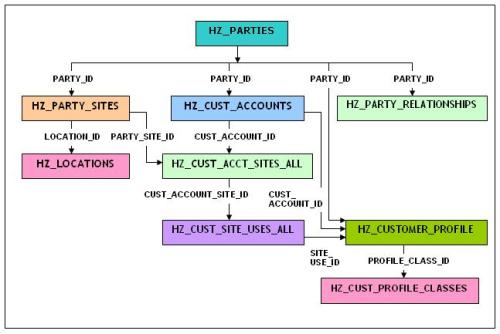 HZ_PARTIES
PARTY_ID PARTY_ID PARTY_ID PARTY_ID
HZ_PARTY_SITES HZ_CUST_ACCOUNTS HZ_PARTY_RELATIONSHIPS
LOCATION_ID PARTY_SITE_ID CUST_ACCOUNT_ID
HZ_LOCATIONS HZ_CUST_ACCT_SITES_ALL
CUST_ACCOUNT_SITE_ID CUST_
ACCOUNT_ID
HZ_CUST_SITE_USES_ALL HZ_CUSTOMER_PROFILE
SITE_
USE_ID PROFILE_CLASS_ID
HZ_CUST_PROFILE_CLASSES